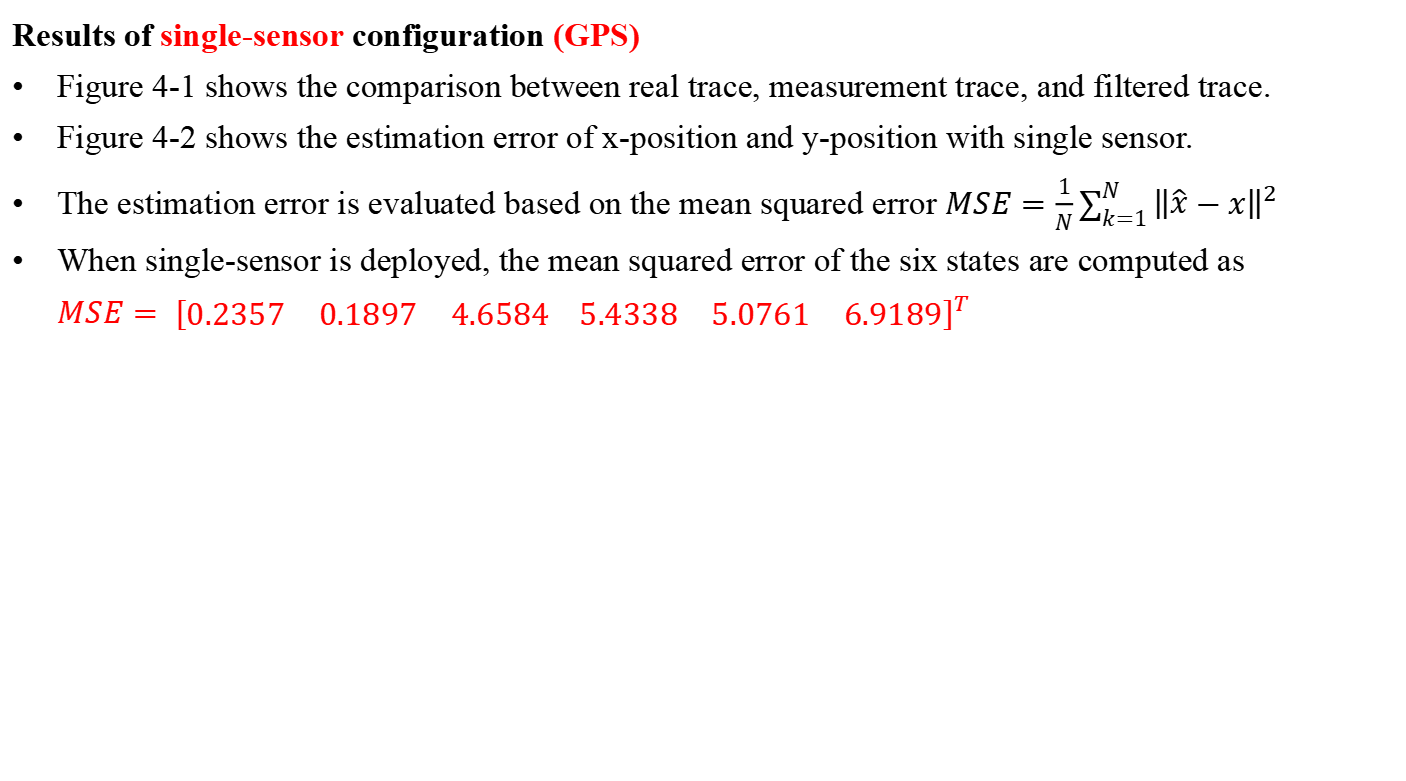 Results of single-sensor configuration (GPS)
• Figure 4-1 shows the comparison between real trace, measurement trace, and filtered trace.
• Figure 4-2 shows the estimation error of x-position and y-position with single sensor.
• The estimation error is evaluated based on the mean squared error MSE = \frac{1}{N} \sum_{k=1}^{N} ||x̂ − x||²
• When single-sensor is deployed, the mean squared error of the six states are computed as
MSE = [0.2357 0.1897 4.6584 5.4338 5.0761 6.9189]ᵀ